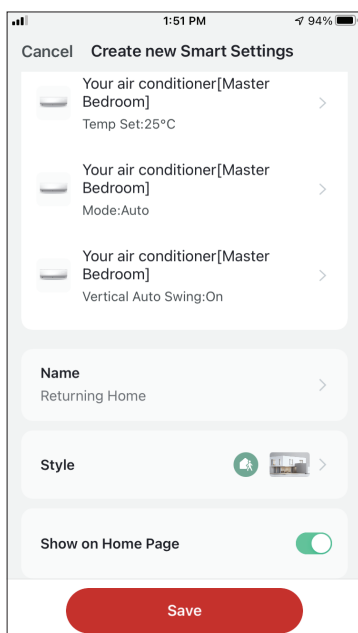 1:51 PM
94%
Cancel Create new Smart Settings
Your air conditioner[Master
Bedroom]
Temp Set:25°C
Your air conditioner[Master
Bedroom]
Mode:Auto
Your air conditioner[Master
Bedroom]
Vertical Auto Swing:On
Name
Returning Home
Style
Show on Home Page
Save